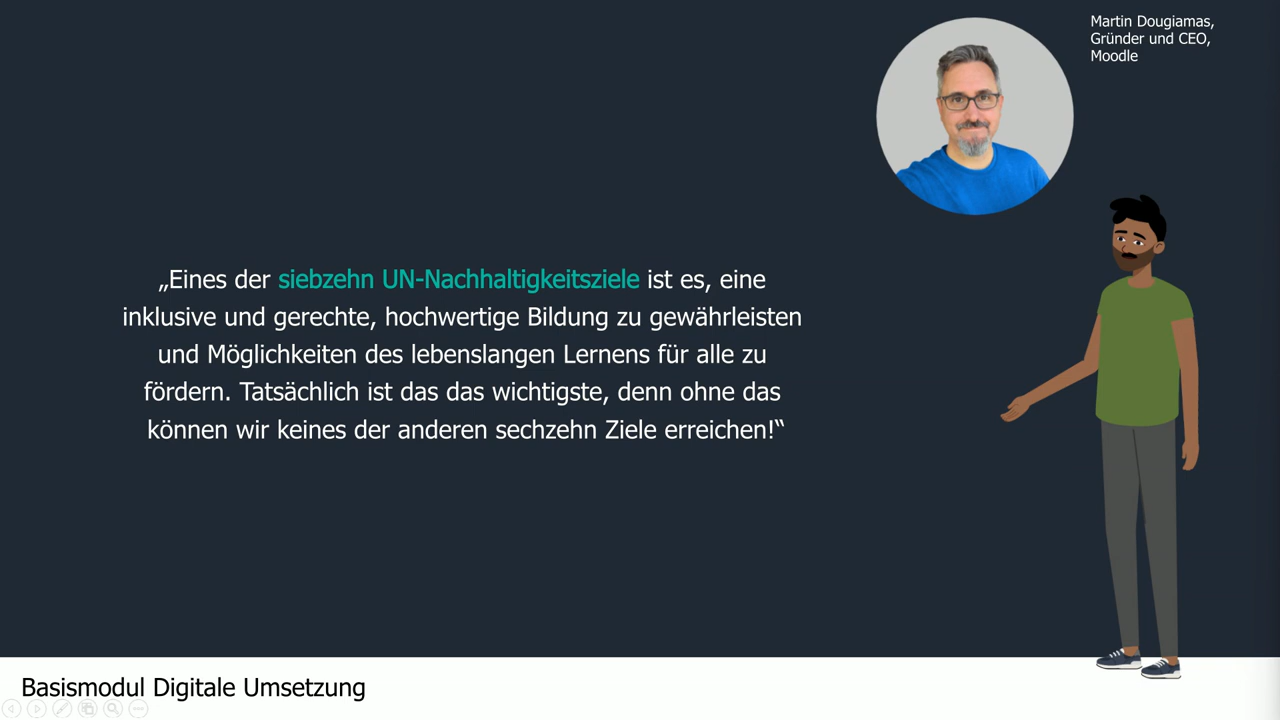 Martin Dougiamas,
Gründer und CEO,
Moodle
„Eines der siebzehn UN-Nachhaltigkeitsziele ist es, eine
inklusive und gerechte, hochwertige Bildung zu gewährleisten
und Möglichkeiten des lebenslangen Lernens für alle zu
fördern. Tatsächlich ist das das wichtigste, denn ohne das
können wir keines der anderen sechzehn Ziele erreichen!“
Basismodul Digitale Umsetzung